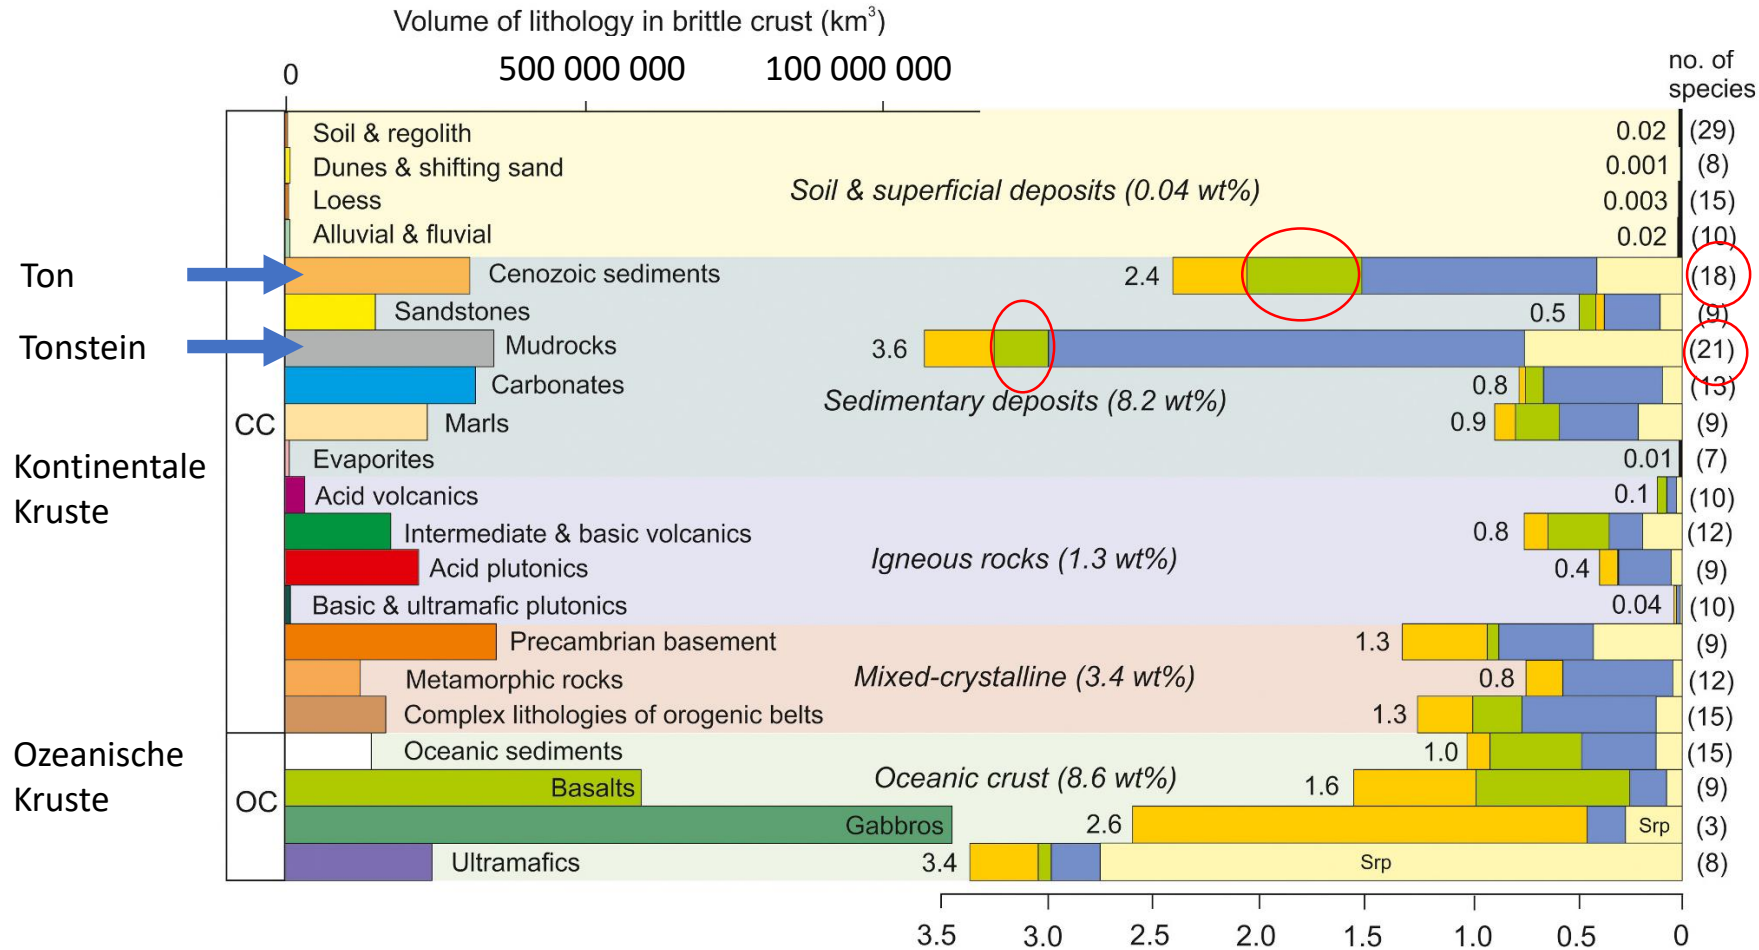 Volume of lithology in brittle crust (km³)
0 500 000 000 100 000 000
no. of
species
Soil & regolith 0.02 (29)
Dunes & shifting sand 0.001 (8)
Soil & superficial deposits (0.04 wt%)
Loess 0.003 (15)
Alluvial & fluvial 0.02 (10)
Ton Cenozoic sediments 2.4 (18)
Sandstones 0.5 (9)
Tonstein Mudrocks 3.6 (21)
Carbonates 0.8 (13)
Sedimentary deposits (8.2 wt%)
CC Marls 0.9 (9)
Kontinentale
Kruste
Evaporites 0.01 (7)
Acid volcanics 0.1 (10)
Intermediate & basic volcanics 0.8 (12)
Igneous rocks (1.3 wt%)
Acid plutonics 0.4 (9)
Basic & ultramafic plutonics 0.04 (10)
Precambrian basement 1.3 (9)
Mixed-crystalline (3.4 wt%)
Metamorphic rocks 0.8 (12)
Complex lithologies of orogenic belts 1.3 (15)
Ozeanische
Kruste
Oceanic sediments 1.0 (15)
Oceanic crust (8.6 wt%)
OC Basalts 1.6 (9)
Gabbros 2.6 Srp (3)
Ultramafics 3.4 Srp (8)
3.5 3.0 2.5 2.0 1.5 1.0 0.5 0